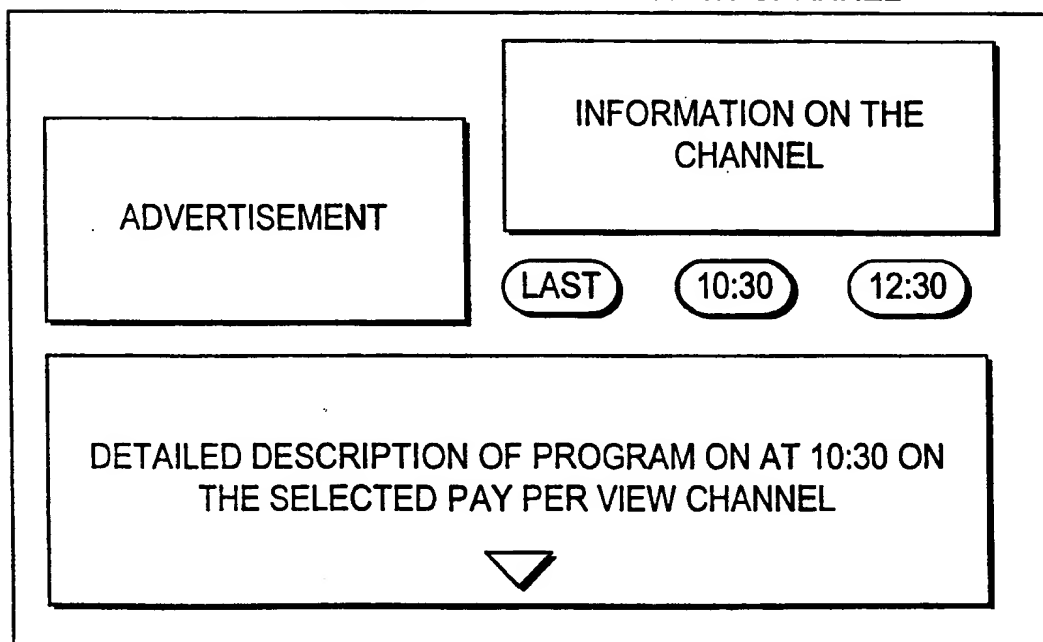 INFORMATION ON THE
CHANNEL
ADVERTISEMENT
LAST
10:30
12:30
DETAILED DESCRIPTION OF PROGRAM ON AT 10:30 ON
THE SELECTED PAY PER VIEW CHANNEL